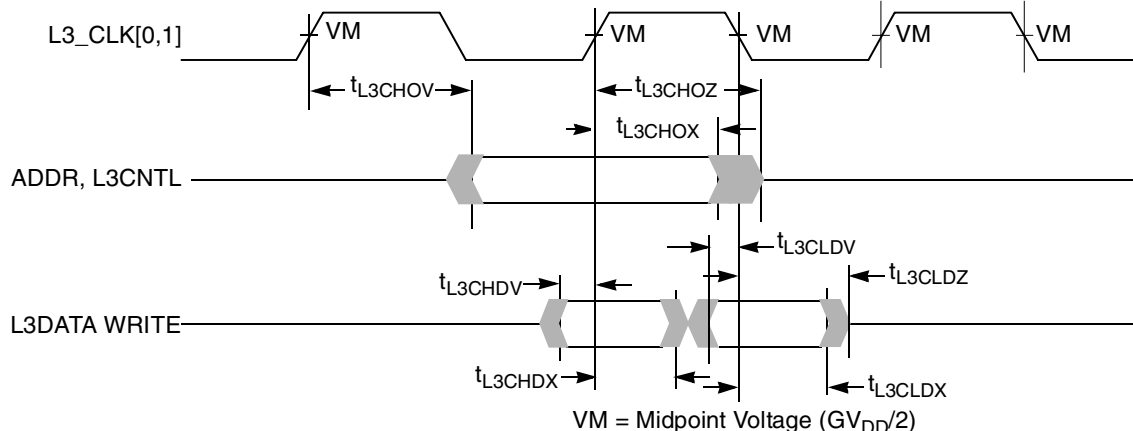 L3_CLK[0,1]
VM
VM
VM
VM
VM
tL3CHOV
tL3CHOZ
tL3CHOX
ADDR, L3CNTL
tL3CLDV
tL3CHDV
tL3CLDZ
L3DATA WRITE
tL3CHDX
tL3CLDX
VM = Midpoint Voltage (GVDD/2)